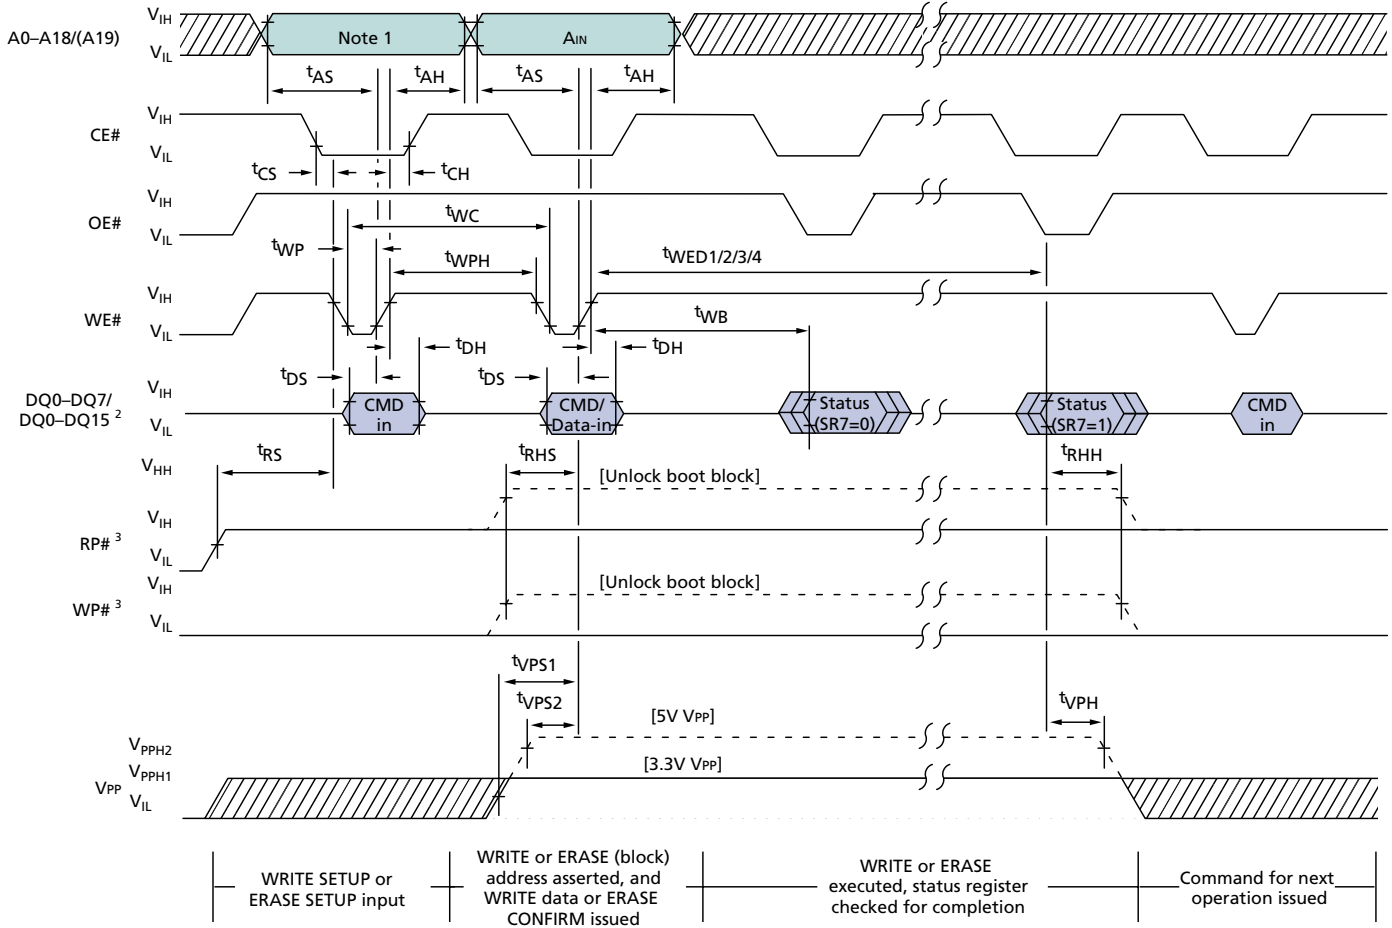 VIH
A0–A18/(A19)
VIL
Note 1
AIN
tAS
tAH
tAS
tAH
VIH
CE#
VIL
tCS
tCH
VIH
OE#
VIL
tWC
tWP
tWPH
tWED1/2/3/4
VIH
WE#
VIL
tWB
tDH
tDH
tDS
tDS
VIH
DQ0–DQ7/
DQ0–DQ15 2
VIL
CMD
in
CMD/
Data-in
Status
(SR7=0)
Status
(SR7=1)
CMD
in
tRS
tRHS
tRHH
VHH
[Unlock boot block]
VIH
RP# 3
VIL
VIH
[Unlock boot block]
WP# 3
VIL
tVPS1
tVPS2
tVPH
[5V VPP]
VPPH2
[3.3V VPP]
VPPH1
VPP
VIL
WRITE SETUP or
ERASE SETUP input
WRITE or ERASE (block)
address asserted, and
WRITE data or ERASE
CONFIRM issued
WRITE or ERASE
executed, status register
checked for completion
Command for next
operation issued